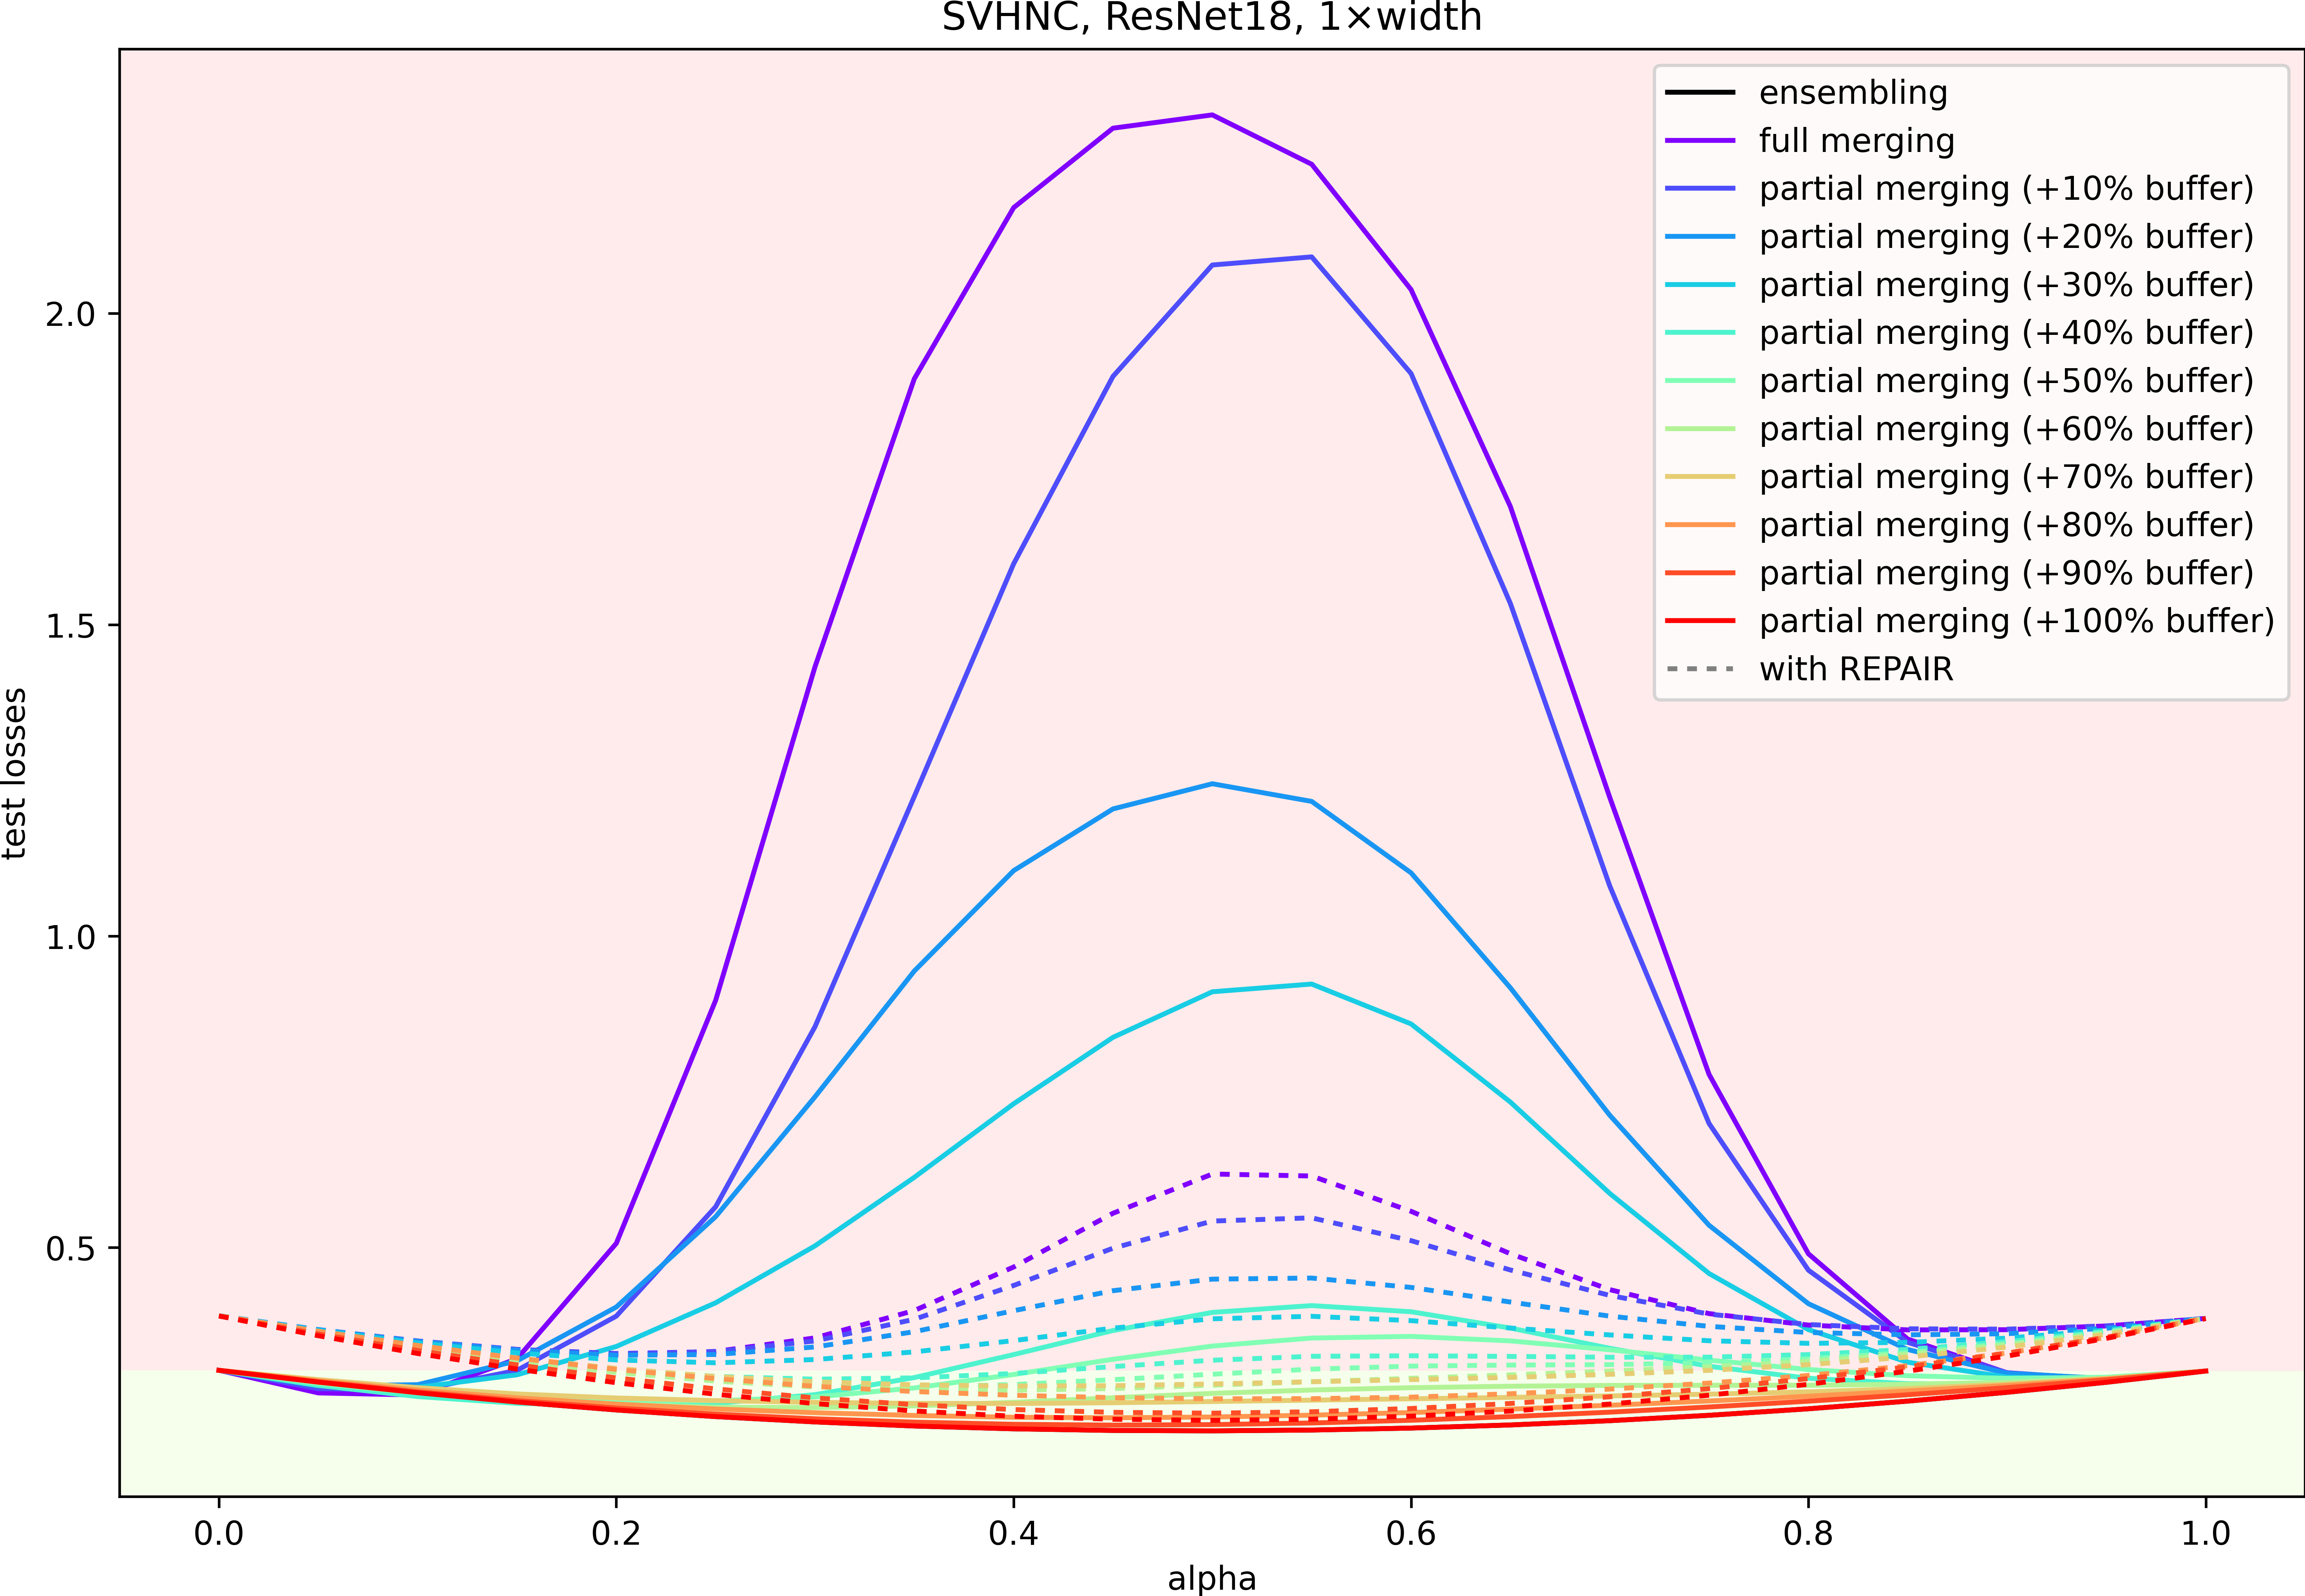 SVHNC, ResNet18, 1×width
ensembling
full merging
partial merging (+10% buffer)
partial merging (+20% buffer)
partial merging (+30% buffer)
partial merging (+40% buffer)
partial merging (+50% buffer)
partial merging (+60% buffer)
partial merging (+70% buffer)
partial merging (+80% buffer)
partial merging (+90% buffer)
partial merging (+100% buffer)
with REPAIR
test losses
2.0
1.5
1.0
0.5
0.0 0.2 0.4 0.6 0.8 1.0
alpha